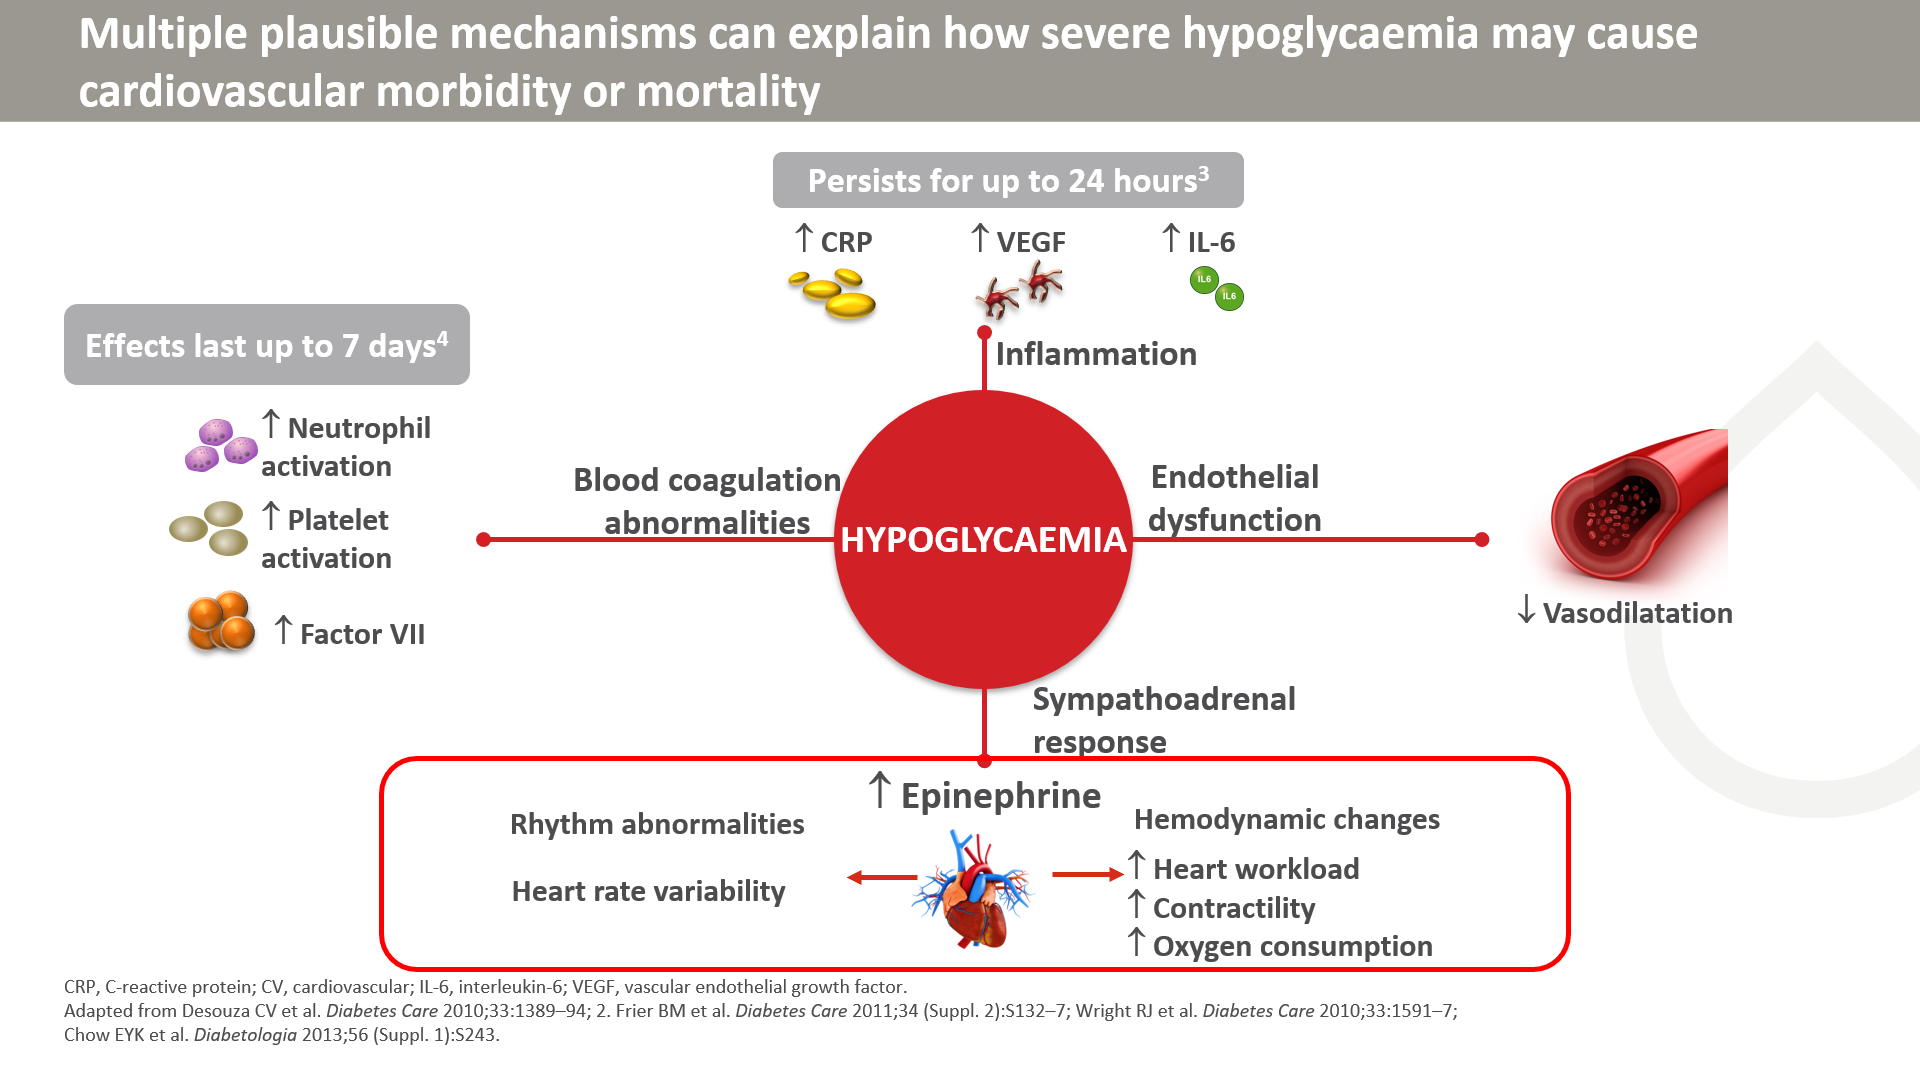 Multiple plausible mechanisms can explain how severe hypoglycaemia may cause
cardiovascular morbidity or mortality
Persists for up to 24 hours³
↑ CRP
↑ VEGF
↑ IL-6
IL6
IL6
Inflammation
Effects last up to 7 days⁴
↑ Neutrophil
activation
↑ Platelet
activation
↑ Factor VII
Blood coagulation
abnormalities
HYPOGLYCAEMIA
Endothelial
dysfunction
↓ Vasodilatation
Sympathoadrenal
response
↑ Epinephrine
Rhythm abnormalities
Heart rate variability
Hemodynamic changes
↑ Heart workload
↑ Contractility
↑ Oxygen consumption
CRP, C-reactive protein; CV, cardiovascular; IL-6, interleukin-6; VEGF, vascular endothelial growth factor.
Adapted from Desouza CV et al. Diabetes Care 2010;33:1389–94; 2. Frier BM et al. Diabetes Care 2011;34 (Suppl. 2):S132–7; Wright RJ et al. Diabetes Care 2010;33:1591–7;
Chow EYK et al. Diabetologia 2013;56 (Suppl. 1):S243.